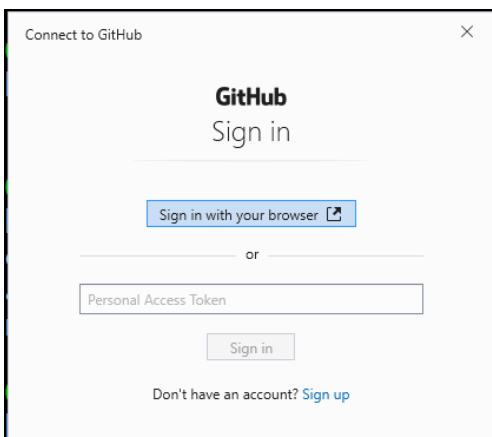 Connect to GitHub
GitHub
Sign in
Sign in with your browser
or
Personal Access Token
Sign in
Don't have an account? Sign up